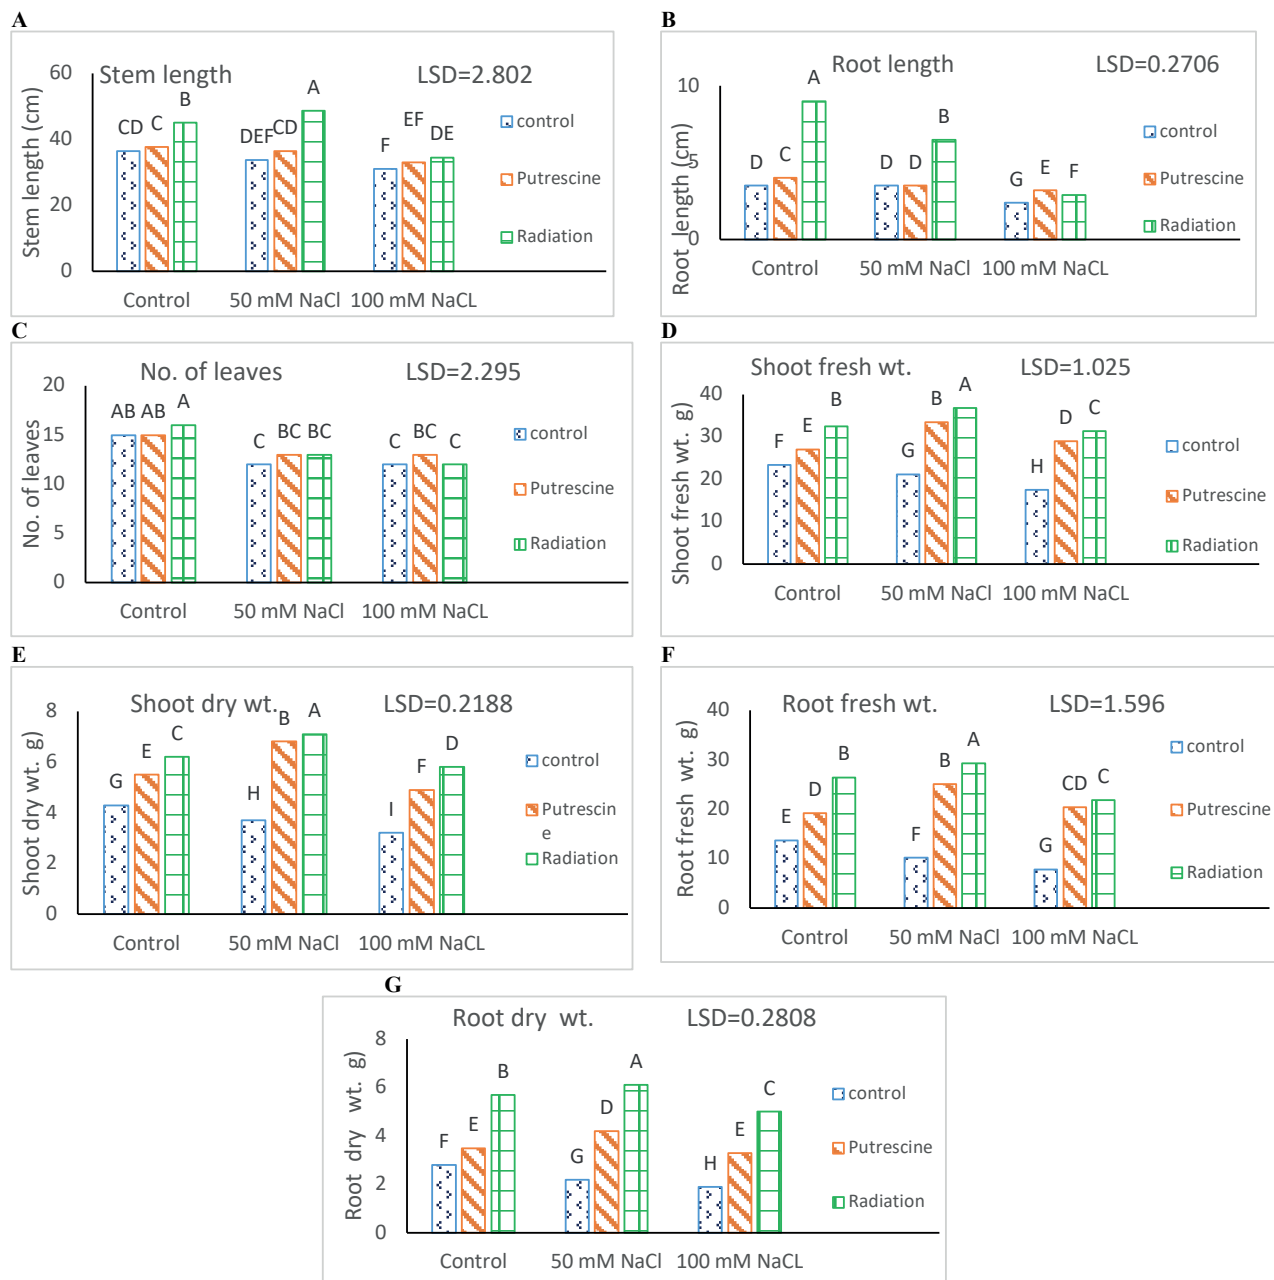 A
Stem length LSD=2.802
Stem length (cm)
60
40
20
0
CD C B
DEF CD A
F EF DE
Control 50 mM NaCl 100 mM NaCL
control
Putrescine
Radiation
B
Root length LSD=0.2706
Root length (cm)
10
5
0
D C A
D D B
G E F
Control 50 mM NaCl 100 mM NaCL
control
Putrescine
Radiation
C
No. of leaves LSD=2.295
No. of leaves
20
15
10
5
0
AB AB A
C BC BC
C BC C
Control 50 mM NaCl 100 mM NaCL
control
Putrescine
Radiation
D
Shoot fresh wt. LSD=1.025
Shoot fresh wt. g)
40
30
20
10
0
F E B
G B A
H D C
Control 50 mM NaCl 100 mM NaCL
control
Putrescine
Radiation
E
Shoot dry wt. LSD=0.2188
Shoot dry wt. g)
8
6
4
2
0
G E C
H B A
I F D
Control 50 mM NaCl 100 mM NaCL
control
Putrescin
e
Radiation
F
Root fresh wt. LSD=1.596
Root fresh wt. g)
40
30
20
10
0
E D B
F B A
G CD C
Control 50 mM NaCl 100 mM NaCL
control
Putrescine
Radiation
G
Root dry wt. LSD=0.2808
Root dry wt. g)
8
6
4
2
0
F E B
G D A
H E C
Control 50 mM NaCl 100 mM NaCL
control
Putrescine
Radiation